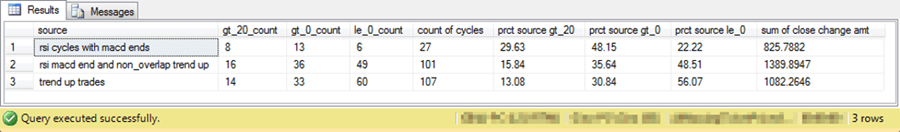 Results Messages
source gt_20_count gt_0_count le_0_count count of cycles prct source gt_20 prct source gt_0 prct source le_0 sum of close change amt
1 rsi cycles with macd ends 8 13 6 27 29.63 48.15 22.22 825.7882
2 rsi macd end and non_overlap trend up 16 36 49 101 15.84 35.64 48.51 1389.8947
3 trend up trades 14 33 60 107 13.08 30.84 56.07 1082.2646
Query executed successfully. 3 rows